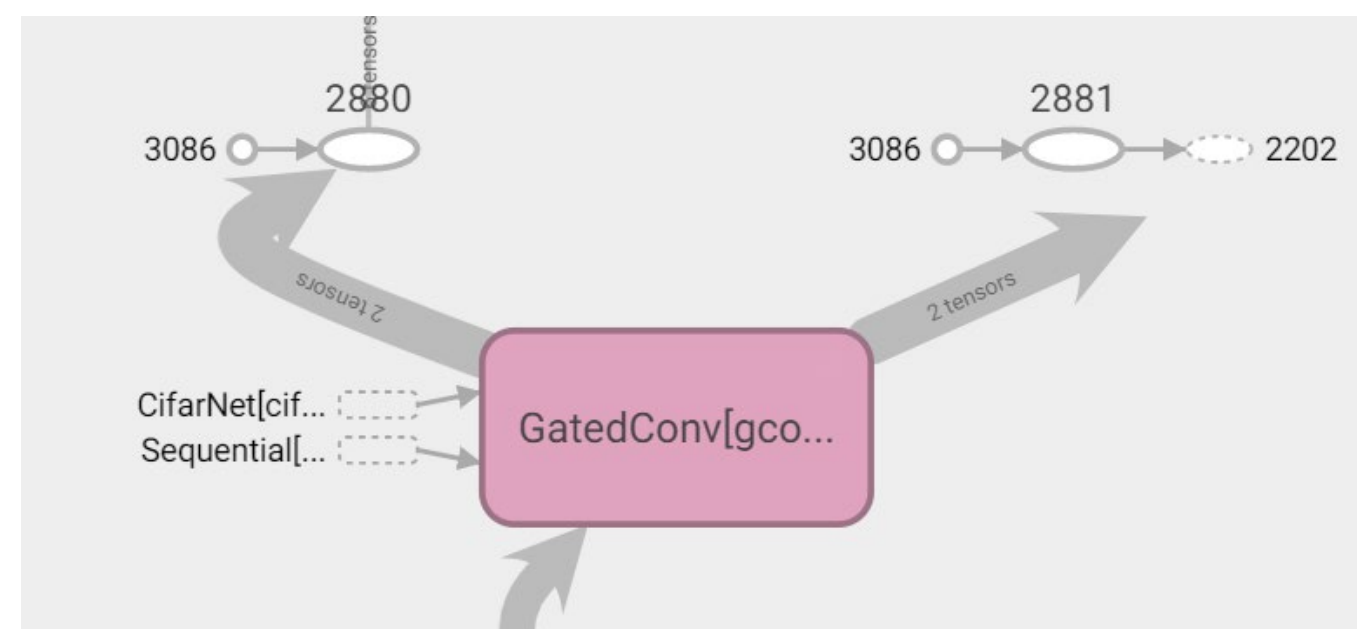 tensors
2880
2881
3086
3086
2202
2 tensors
2 tensors
CifarNet[cif...
Sequential[...
GatedConv[gco...